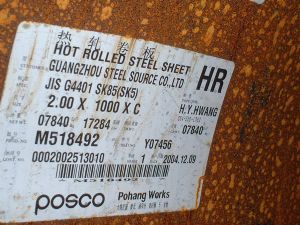 热轧卷板
HOT ROLLED STEEL SHEET
GUANGZHOU STEEL SOURCE CO.,LTD
HR
JIS G4401 SK85(SK5)
2.00 X 1000 X C
H.Y.HWANG
07840 17284
07840
M518492
Y07456
0002002513010
1
2004.12.09
*M518492*
posco
Pohang Works